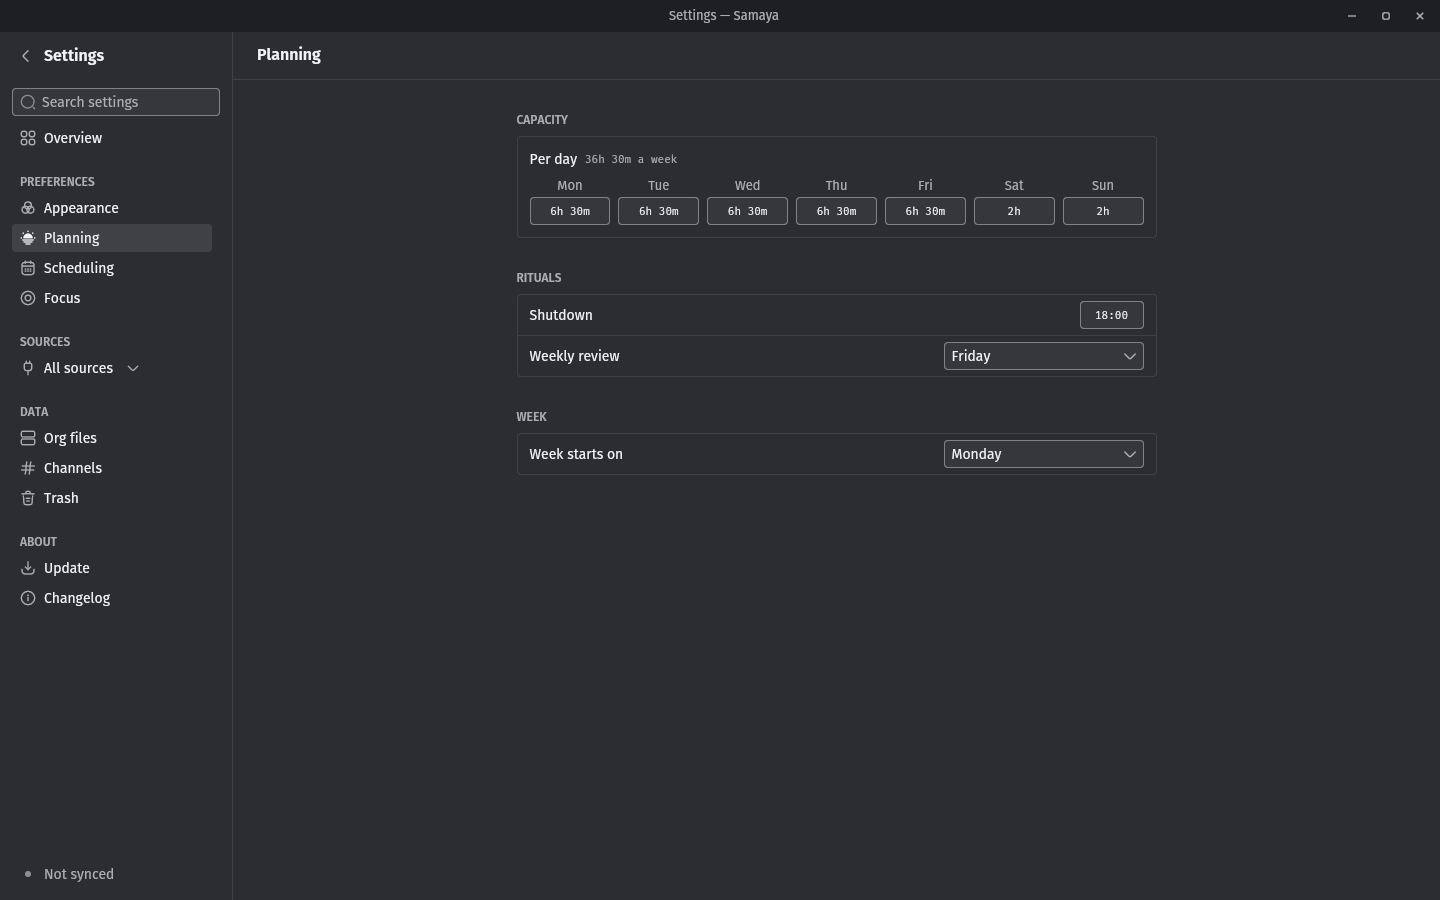 Settings — Samaya
Settings
Planning
Search settings
Overview
PREFERENCES
Appearance
Planning
Scheduling
Focus
SOURCES
All sources
DATA
Org files
Channels
Trash
ABOUT
Update
Changelog
Not synced
CAPACITY
Per day 36h 30m a week
Mon Tue Wed Thu Fri Sat Sun
6h 30m 6h 30m 6h 30m 6h 30m 6h 30m 2h 2h
RITUALS
Shutdown 18:00
Weekly review Friday
WEEK
Week starts on Monday